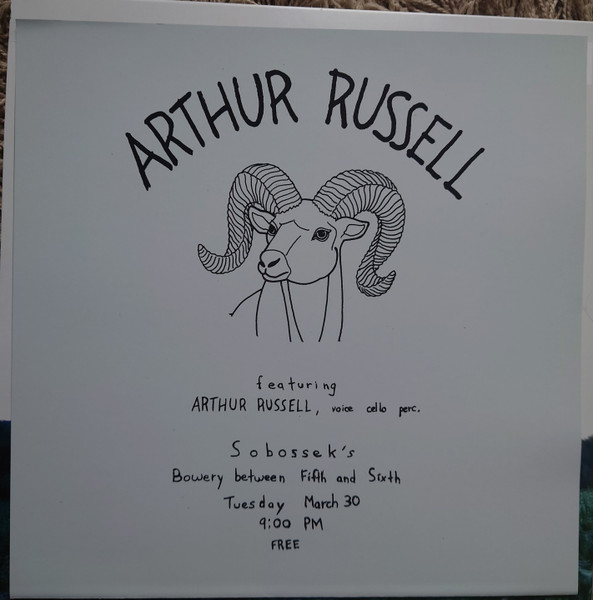 ARTHUR RUSSELL
featuring
ARTHUR RUSSELL, voice cello perc.
Sobossek's
Bowery between Fifth and Sixth
Tuesday March 30
9:00 PM
FREE